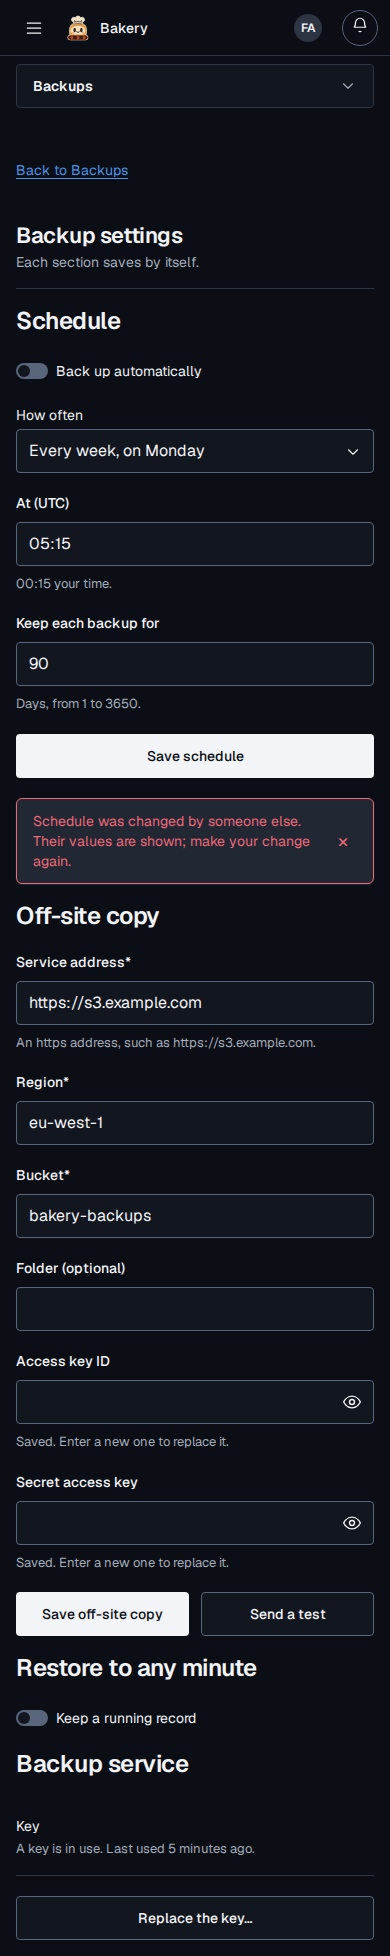 Bakery
FA
Backups
Back to Backups
Backup settings
Each section saves by itself.
Schedule
Back up automatically
How often
Every week, on Monday
At (UTC)
05:15
00:15 your time.
Keep each backup for
90
Days, from 1 to 3650.
Save schedule
Schedule was changed by someone else.
Their values are shown; make your change
again.
Off-site copy
Service address*
https://s3.example.com
An https address, such as https://s3.example.com.
Region*
eu-west-1
Bucket*
bakery-backups
Folder (optional)
Access key ID
Saved. Enter a new one to replace it.
Secret access key
Saved. Enter a new one to replace it.
Save off-site copy
Send a test
Restore to any minute
Keep a running record
Backup service
Key
A key is in use. Last used 5 minutes ago.
Replace the key...